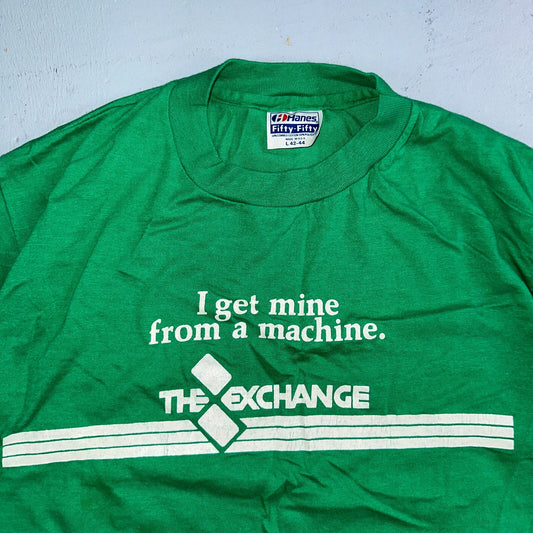 Hanes
Fifty-Fifty
L 42-44
I get mine
from a machine.
THE EXCHANGE